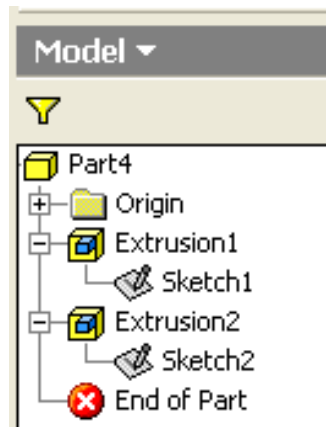 Model
Part4
Origin
Extrusion1
Sketch1
Extrusion2
Sketch2
End of Part